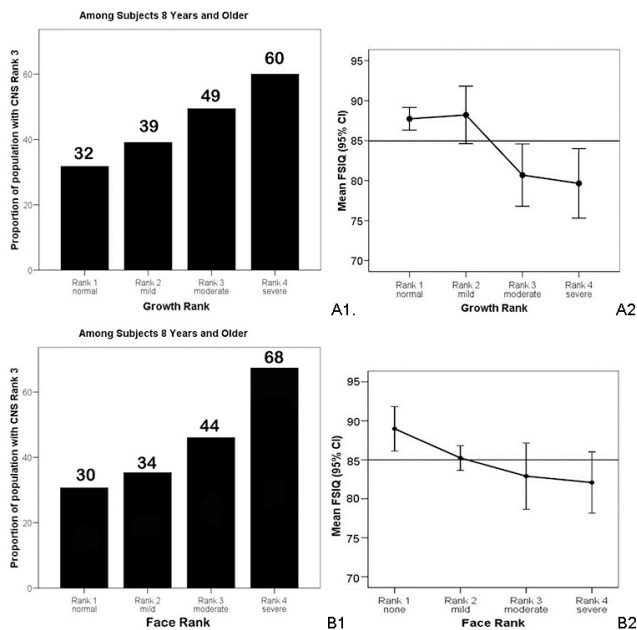 Among Subjects 8 Years and Older
Proportion of population with CNS Rank 3
60
40
20
0
32
39
49
60
Rank 1
normal
Rank 2
mild
Rank 3
moderate
Rank 4
severe
Growth Rank
A1.
Mean FSIQ (95% CI)
95
90
85
80
75
70
Rank 1
normal
Rank 2
mild
Rank 3
moderate
Rank 4
severe
Growth Rank
A2
Among Subjects 8 Years and Older
Proportion of population with CNS Rank 3
60
40
20
0
30
34
44
68
Rank 1
normal
Rank 2
mild
Rank 3
moderate
Rank 4
severe
Face Rank
B1
Mean FSIQ (95% CI)
95
90
85
80
75
70
Rank 1
none
Rank 2
mild
Rank 3
moderate
Rank 4
severe
Face Rank
B2